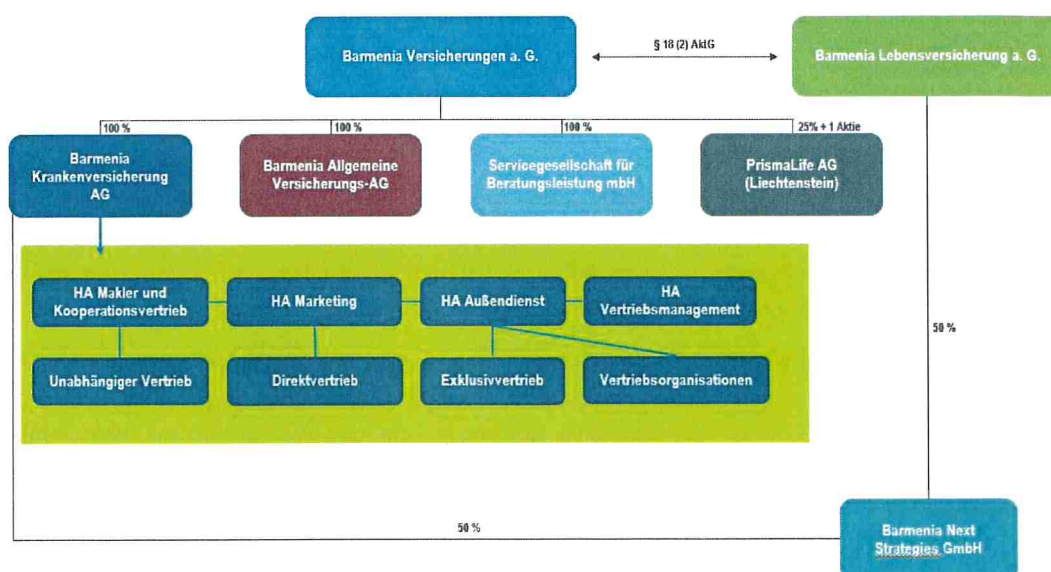 Barmenia Versicherungen a. G.
§ 18 (2) AktG
Barmenia Lebensversicherung a. G.
100 %
100 %
100 %
25% + 1 Aktie
Barmenia
Krankenversicherung
AG
Barmenia Allgemeine
Versicherungs-AG
Servicegesellschaft für
Beratungsleistung mbH
PrismaLife AG
(Liechtenstein)
HA Makler und
Kooperationsvertrieb
HA Marketing
HA Außendienst
HA
Vertriebsmanagement
50 %
Unabhängiger Vertrieb
Direktvertrieb
Exklusivvertrieb
Vertriebsorganisationen
50 %
Barmenia Next
Strategies GmbH